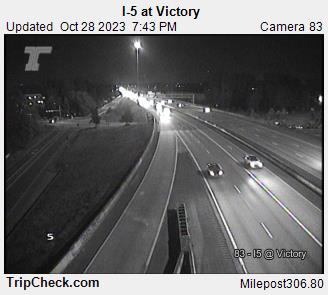 I-5 at Victory
Updated Oct 28 2023 7:43 PM Camera 83
T
S
83 - I5 @ Victory
TripCheck.com Milepost306.80